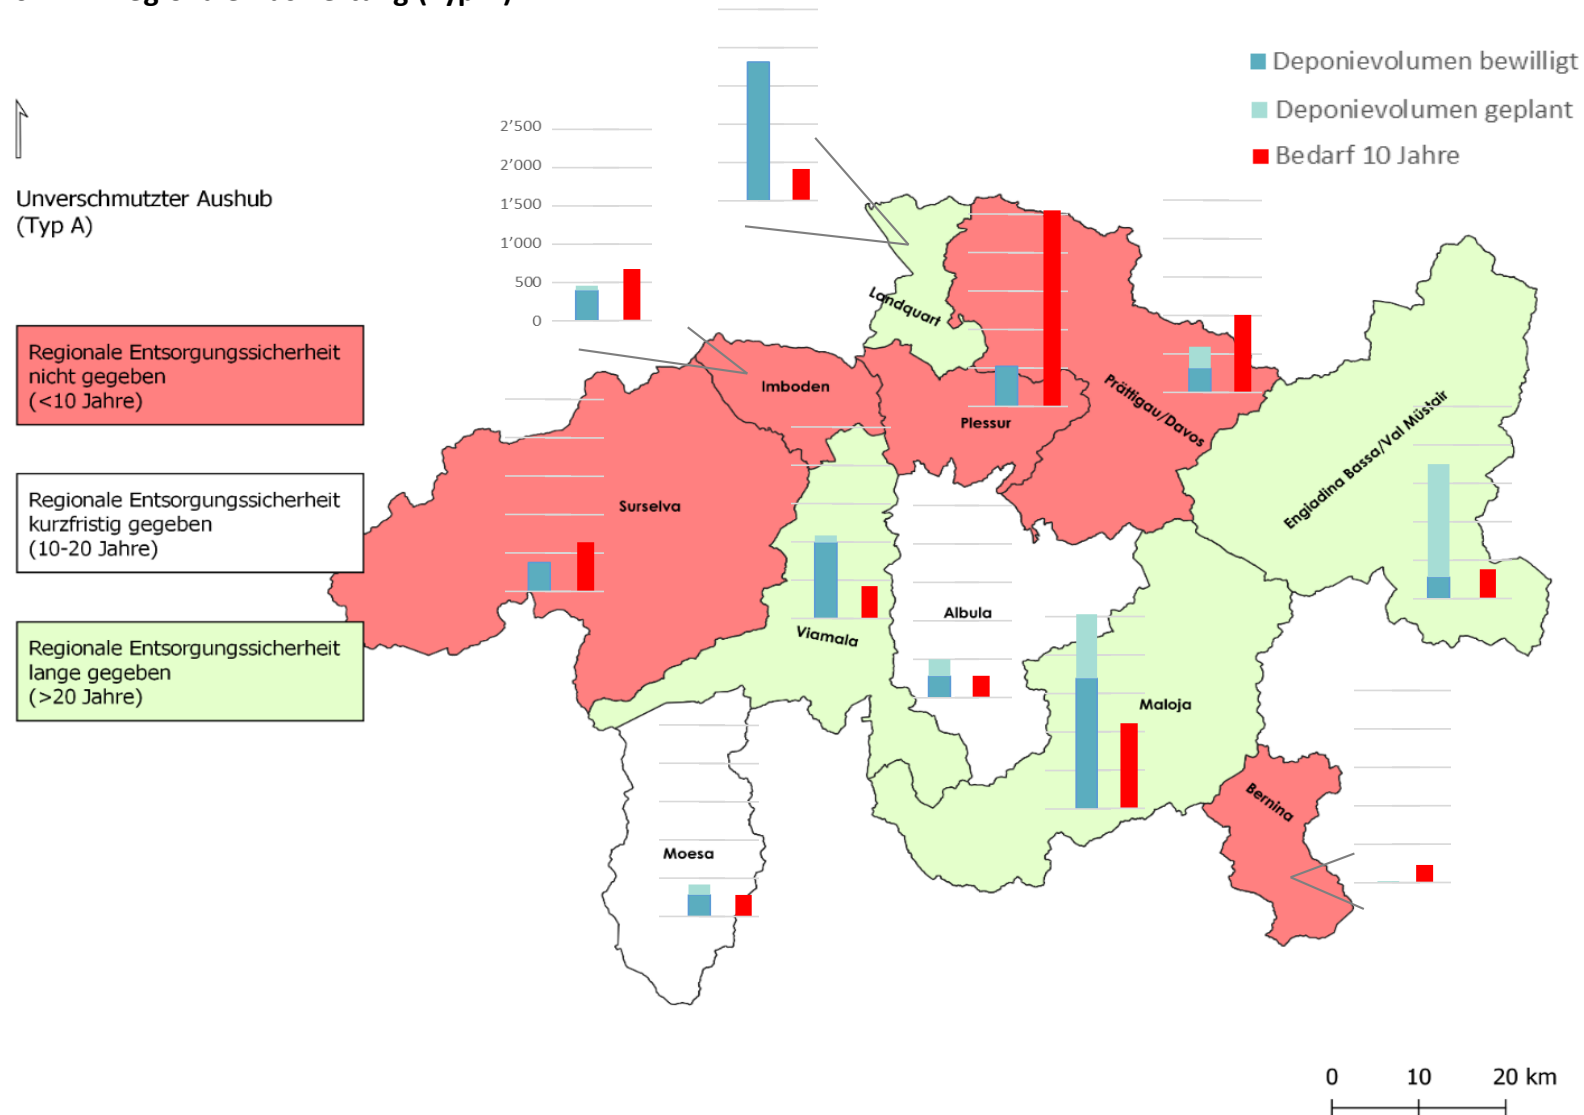 Deponievolumen bewilligt
Deponievolumen geplant
Bedarf 10 Jahre
Unverschmutzter Aushub
(Typ A)
2'500
2'000
1'500
1'000
500
0
Regionale Entsorgungssicherheit
nicht gegeben
(<10 Jahre)
Regionale Entsorgungssicherheit
kurzfristig gegeben
(10-20 Jahre)
Regionale Entsorgungssicherheit
lange gegeben
(>20 Jahre)
Landquart
Imboden
Plessur
Prättigau/Davos
Engiadina Bassa/Val Müstair
Surselva
Viamala
Albula
Maloja
Bernina
Moesa
0 10 20 km